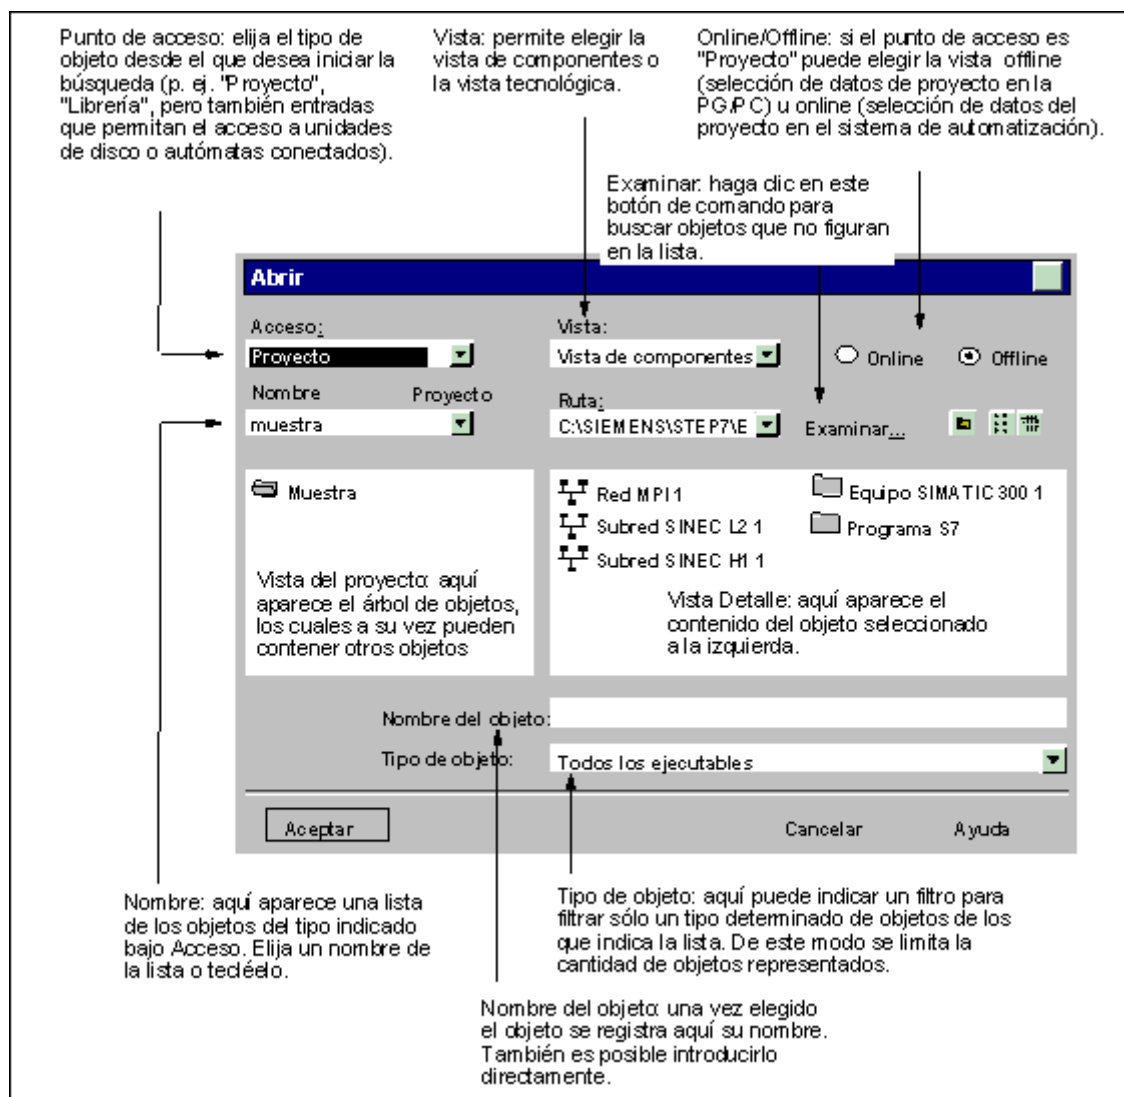 Punto de acceso: elija el tipo de
objeto desde el que desea iniciar la
búsqueda (p. ej. "Proyecto",
"Librería", pero también entradas
que permitan el acceso a unidades
de disco o autómatas conectados).
Vista: permite elegir la
vista de componentes o
la vista tecnológica.
Online/Offline: si el punto de acceso es
"Proyecto" puede elegir la vista offline
(selección de datos de proyecto en la
PG/PC) u online (selección de datos del
proyecto en el sistema de automatización).
Examinar: haga clic en este
botón de comando para
buscar objetos que no figuran
en la lista.
Abrir
Acceso:
Vista:
Proyecto
Vista de componentes
Online
Offline
Nombre
Proyecto
Ruta:
muestra
C:\SIEMENS\STEP7\E
Examinar...
Muestra
Red MPI 1
Equipo SIMATIC 300 1
Subred SINEC L2 1
Programa S7
Subred SINEC H1 1
Vista del proyecto: aquí
aparece el árbol de objetos,
los cuales a su vez pueden
contener otros objetos
Vista Detalle: aquí aparece el
contenido del objeto seleccionado
a la izquierda.
Nombre del objeto:
Tipo de objeto:
Todos los ejecutables
Aceptar
Cancelar
Ayuda
Nombre: aquí aparece una lista
de los objetos del tipo indicado
bajo Acceso. Elija un nombre de
la lista o tecléelo.
Tipo de objeto: aquí puede indicar un filtro para
filtrar sólo un tipo determinado de objetos de los
que indica la lista. De este modo se limita la
cantidad de objetos representados.
Nombre del objeto: una vez elegido
el objeto se registra aquí su nombre.
También es posible introducirlo
directamente.